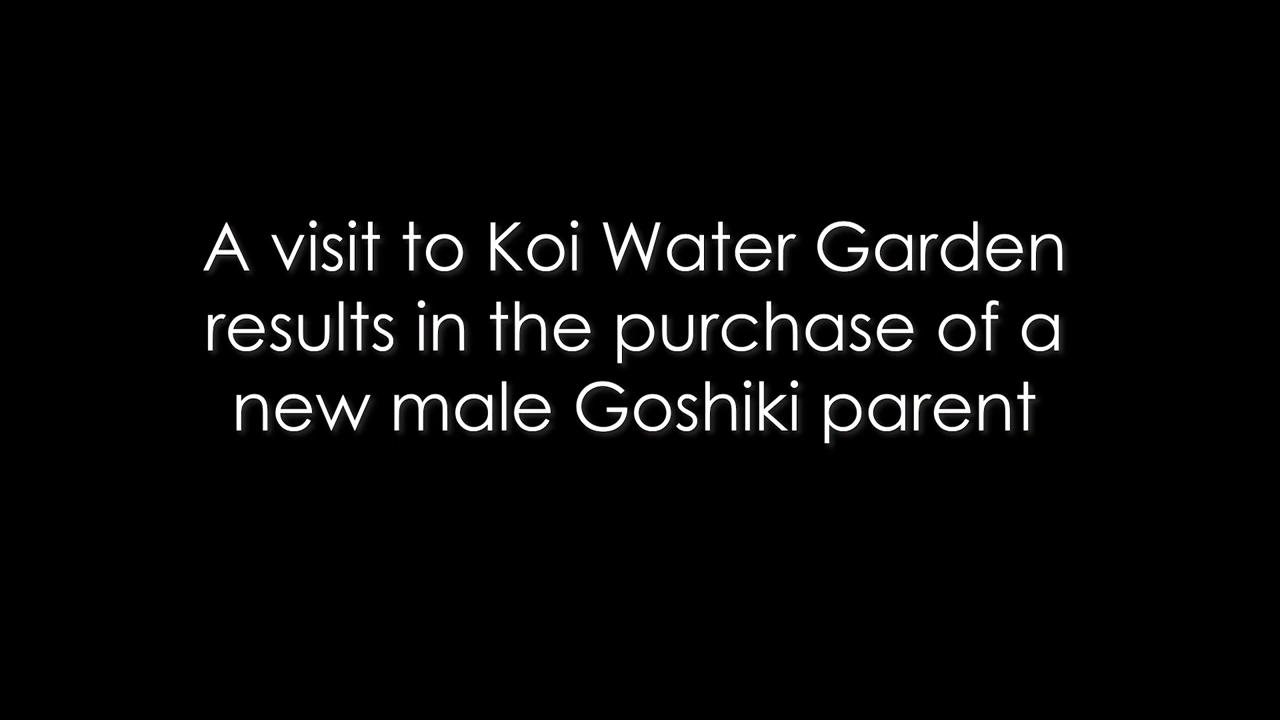 A visit to Koi Water Garden
results in the purchase of a
new male Goshiki parent